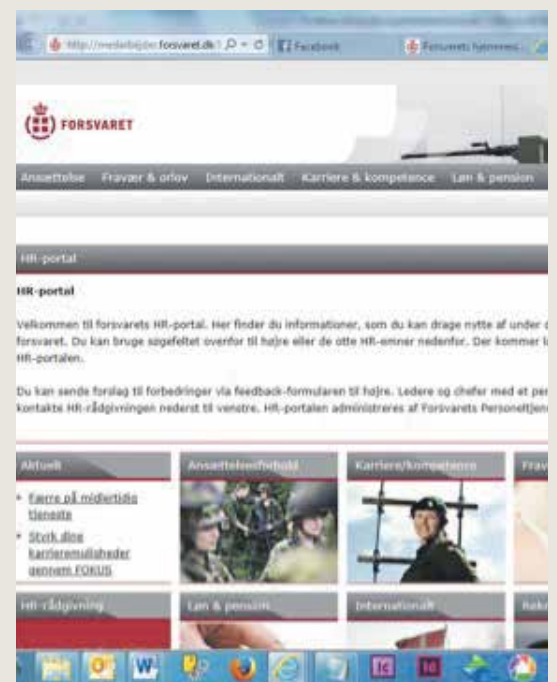 http://medarbejder.forsvaret.dk
Facebook
Forsvarets
FORSVARET
Ansættelse Fravær & orlov Internationalt Karriere & kompetence Løn & pension
HR-portal
HR-portal
Velkommen til forsvarets HR-portal. Her finder du informationer, som du kan drage nytte af under
forsvaret. Du kan bruge søgefeltet ovenfor til højre eller de otte HR-emner nedenfor. Der kommer
HR-portalen.
Du kan sende forslag til forbedringer via feedback-formularen til højre. Ledere og chefer med et
kontakte HR-rådgivningen nederst til venstre. HR-portalen administreres af Forsvarets
Aktuelt
Ansættelsesforhold
Karriere/kompetence
Færre på midlertidig
tjeneste
Styrk dine
karrieremuligheder
gennem FOKUS
HR-rådgivning
Løn & pension
Internationalt
W
Ic
Id